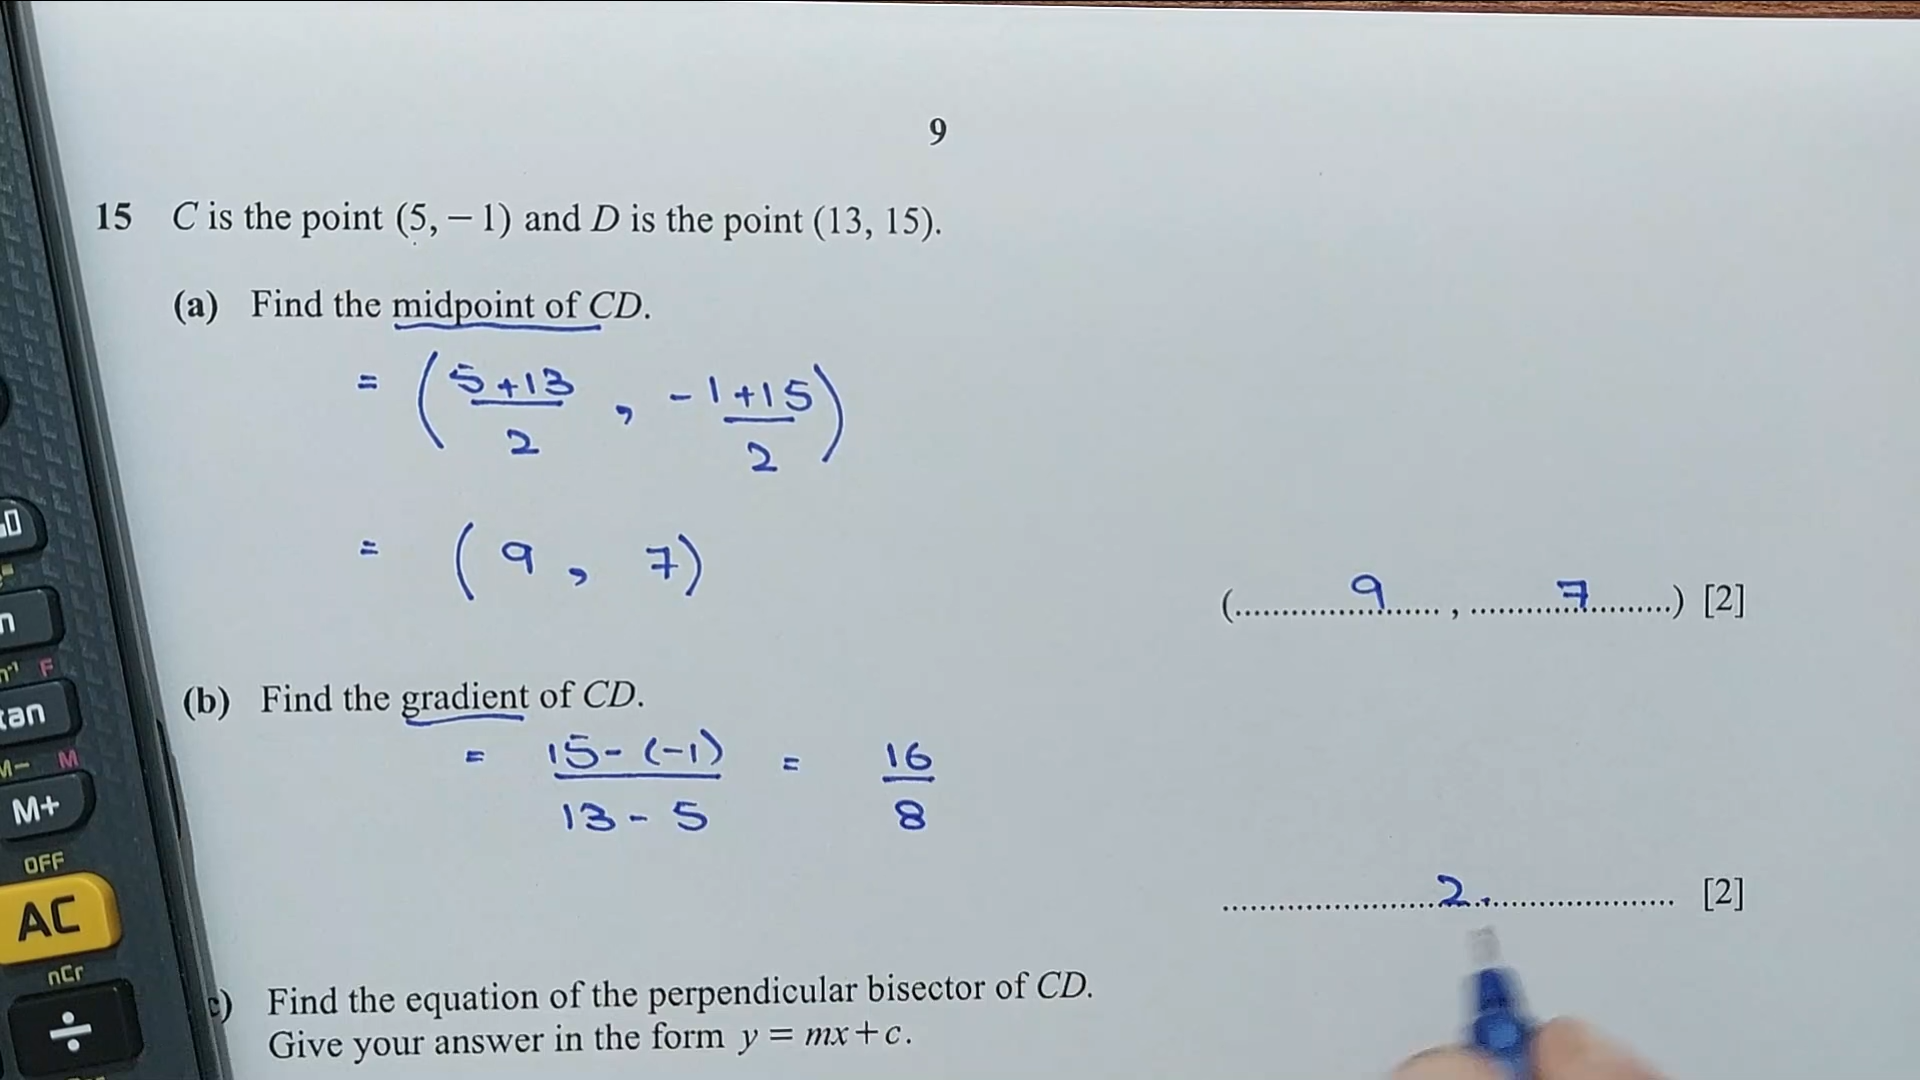 9
15 C is the point (5, – 1) and D is the point (13, 15).
(a) Find the midpoint of CD.
= ( 5+13 / 2 , -1+15 / 2 )
= ( 9 , 7 )
(.......9......., .......7.......) [2]
(b) Find the gradient of CD.
= 15-(-1) / 13-5 = 16 / 8
.......2....... [2]
c) Find the equation of the perpendicular bisector of CD.
Give your answer in the form y = mx+c.
tan
M- M
M+
OFF
AC
nCr
÷